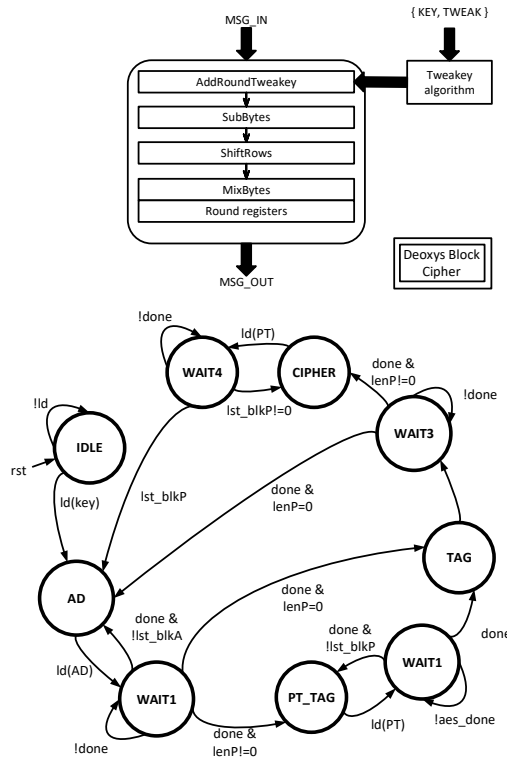 MSG_IN
{ KEY, TWEAK }
AddRoundTweakey
Tweakey
algorithm
SubBytes
ShiftRows
MixBytes
Round registers
Deoxys Block
Cipher
MSG_OUT
!done
ld(PT)
WAIT4
CIPHER
done &
lenP!=0
!done
lst_blkP!=0
WAIT3
!ld
IDLE
rst
ld(key)
lst_blkP
done &
lenP=0
TAG
AD
done &
!lst_blkA
done &
lenP=0
done &
!lst_blkP
done
ld(AD)
WAIT1
WAIT1
PT_TAG
ld(PT)
!aes_done
!done
done &
lenP!=0